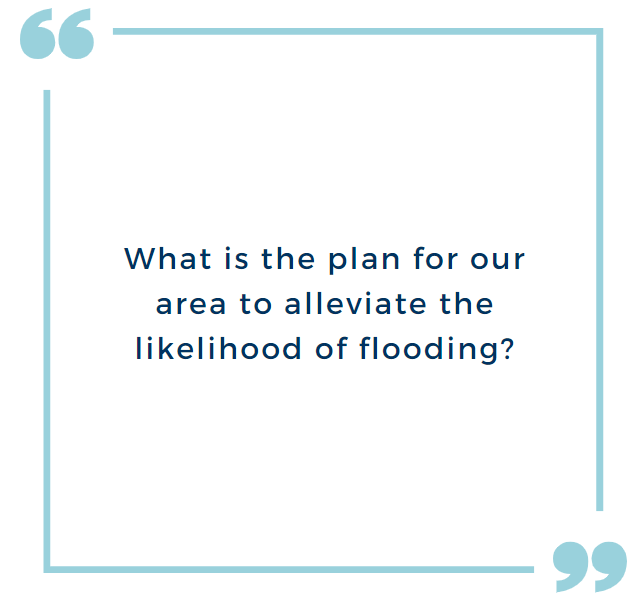 What is the plan for our
area to alleviate the
likelihood of flooding?